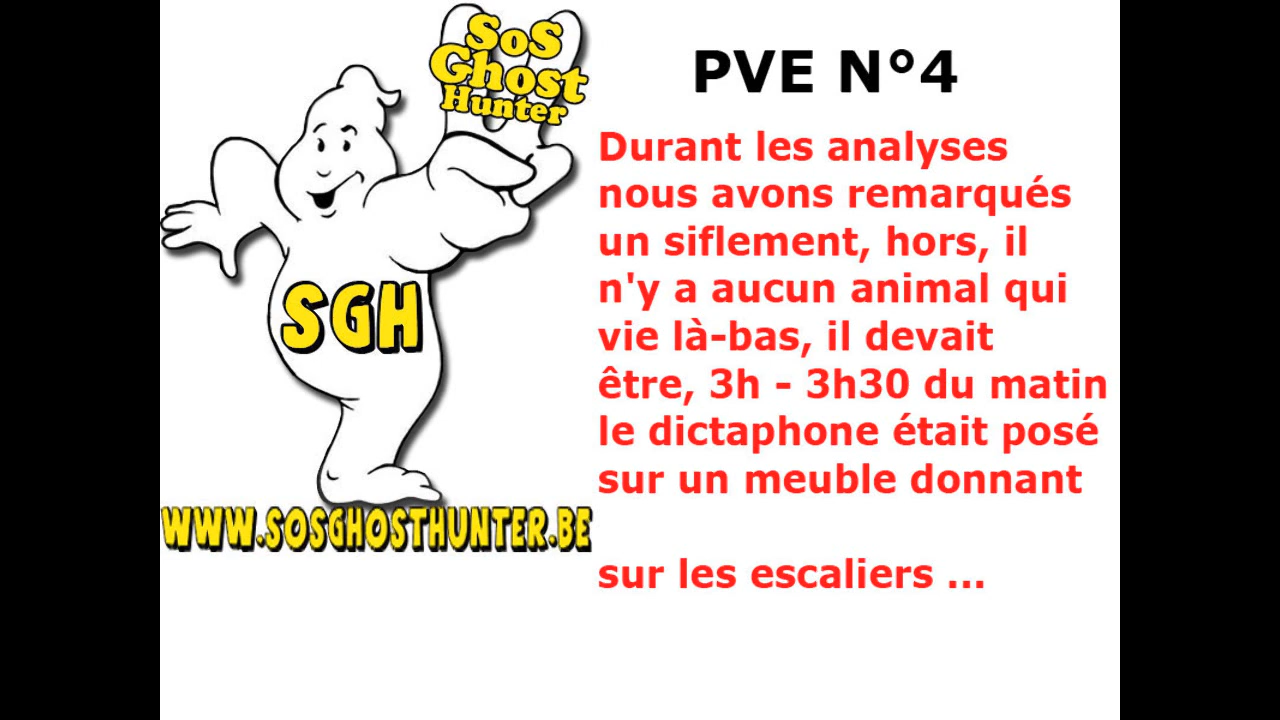 SoS
Ghost
Hunter
SGH
WWW.SOSGHOSTHUNTER.BE
PVE N°4
Durant les analyses
nous avons remarqués
un siflement, hors, il
n'y a aucun animal qui
vie là-bas, il devait
être, 3h - 3h30 du matin
le dictaphone était posé
sur un meuble donnant
sur les escaliers ...